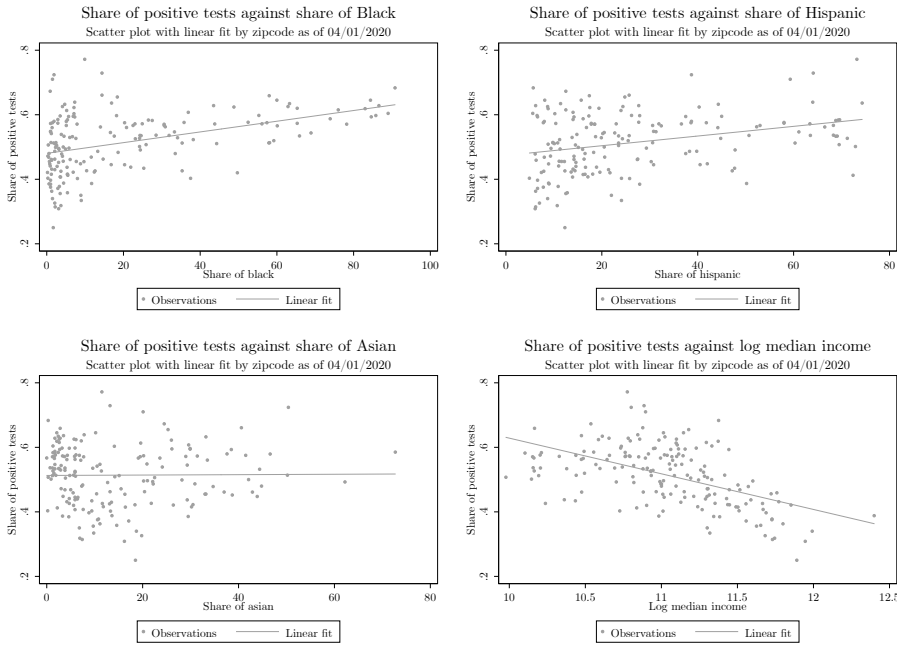 Share of positive tests against share of Black
Scatter plot with linear fit by zipcode as of 04/01/2020
Share of positive tests
.8
.6
.4
.2
0
20
40
60
80
100
Share of black
Observations
Linear fit
Share of positive tests against share of Hispanic
Scatter plot with linear fit by zipcode as of 04/01/2020
Share of positive tests
.8
.6
.4
.2
0
20
40
60
80
Share of hispanic
Observations
Linear fit
Share of positive tests against share of Asian
Scatter plot with linear fit by zipcode as of 04/01/2020
Share of positive tests
.8
.6
.4
.2
0
20
40
60
80
Share of asian
Observations
Linear fit
Share of positive tests against log median income
Scatter plot with linear fit by zipcode as of 04/01/2020
Share of positive tests
.8
.6
.4
.2
10
10.5
11
11.5
12
12.5
Log median income
Observations
Linear fit